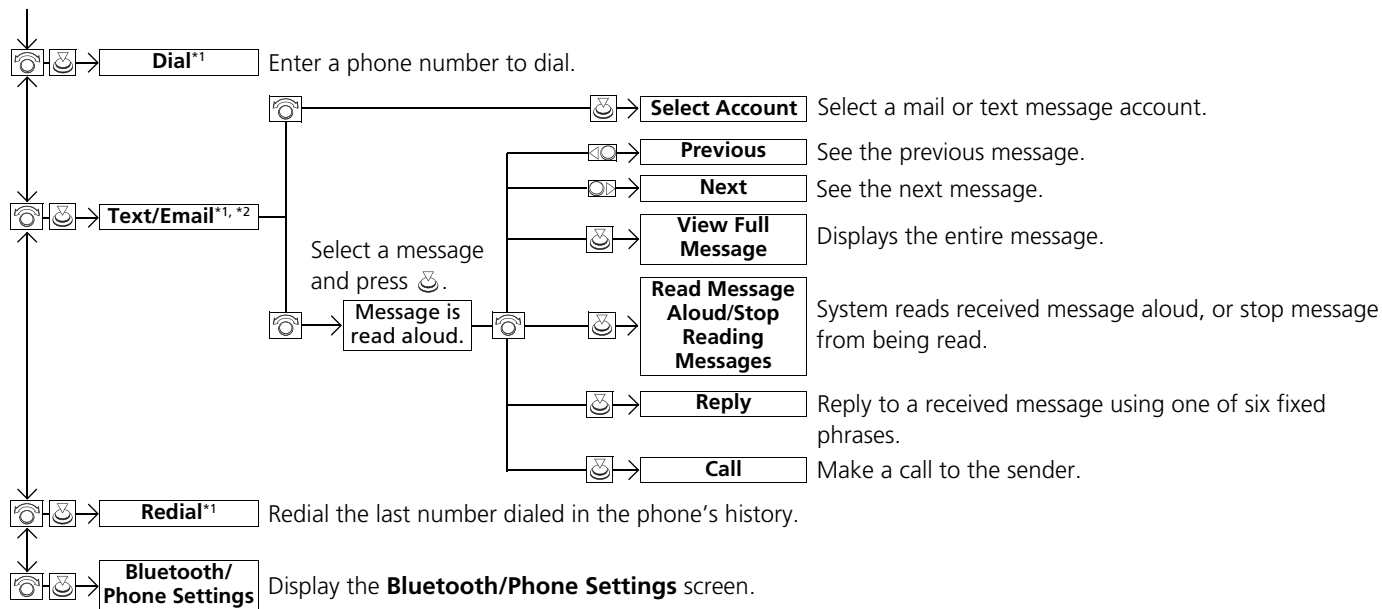 Dial*1
Enter a phone number to dial.
Select Account
Select a mail or text message account.
Previous
See the previous message.
Next
See the next message.
Text/Email*1, *2
View Full
Message
Displays the entire message.
Select a message
and press .
Message is
read aloud.
Read Message
Aloud/Stop
Reading
Messages
System reads received message aloud, or stop message
from being read.
Reply
Reply to a received message using one of six fixed
phrases.
Call
Make a call to the sender.
Redial*1
Redial the last number dialed in the phone’s history.
Bluetooth/
Phone Settings
Display the Bluetooth/Phone Settings screen.